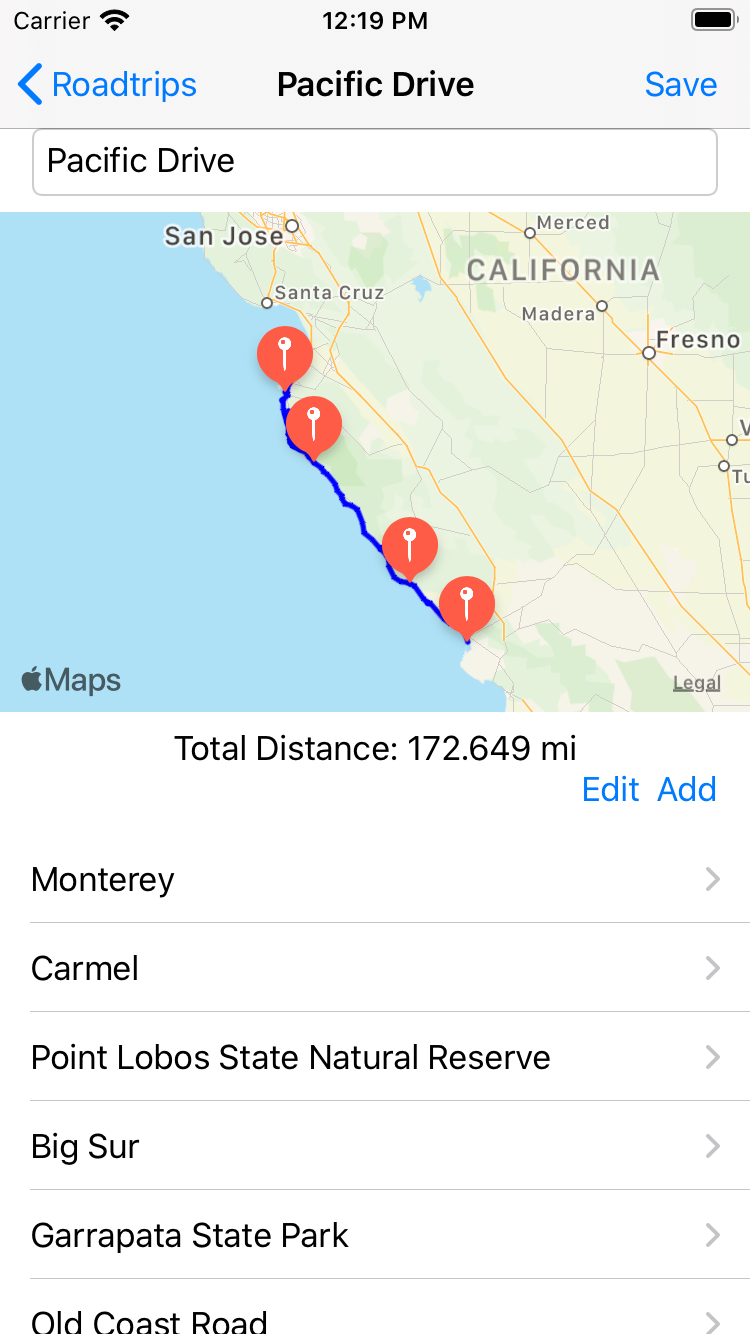 Carrier 12:19 PM
Roadtrips Pacific Drive Save
Pacific Drive
Merced
San Jose
CALIFORNIA
Santa Cruz
Madera
Fresno
Maps
Legal
Total Distance: 172.649 mi
Edit Add
Monterey
Carmel
Point Lobos State Natural Reserve
Big Sur
Garrapata State Park
Old Coast Road